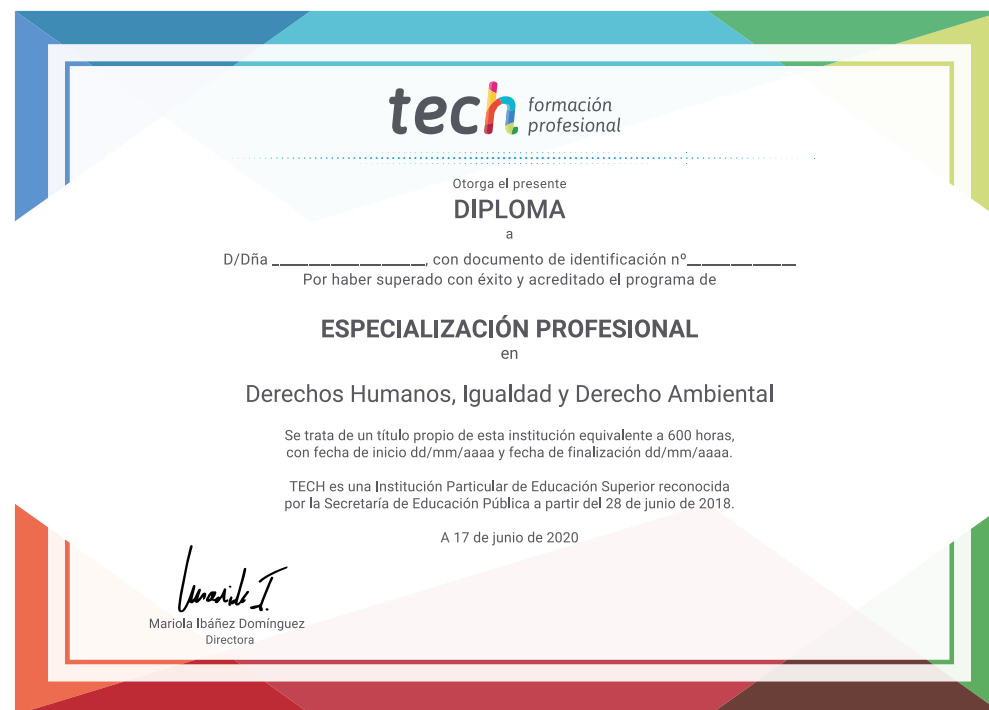 tech formación
profesional
Otorga el presente
DIPLOMA
a
D/Dña ____________________, con documento de identificación nº______________
Por haber superado con éxito y acreditado el programa de
ESPECIALIZACIÓN PROFESIONAL
en
Derechos Humanos, Igualdad y Derecho Ambiental
Se trata de un título propio de esta institución equivalente a 600 horas,
con fecha de inicio dd/mm/aaaa y fecha de finalización dd/mm/aaaa.
TECH es una Institución Particular de Educación Superior reconocida
por la Secretaría de Educación Pública a partir del 28 de junio de 2018.
A 17 de junio de 2020
Mariola Ibáñez Domínguez
Directora